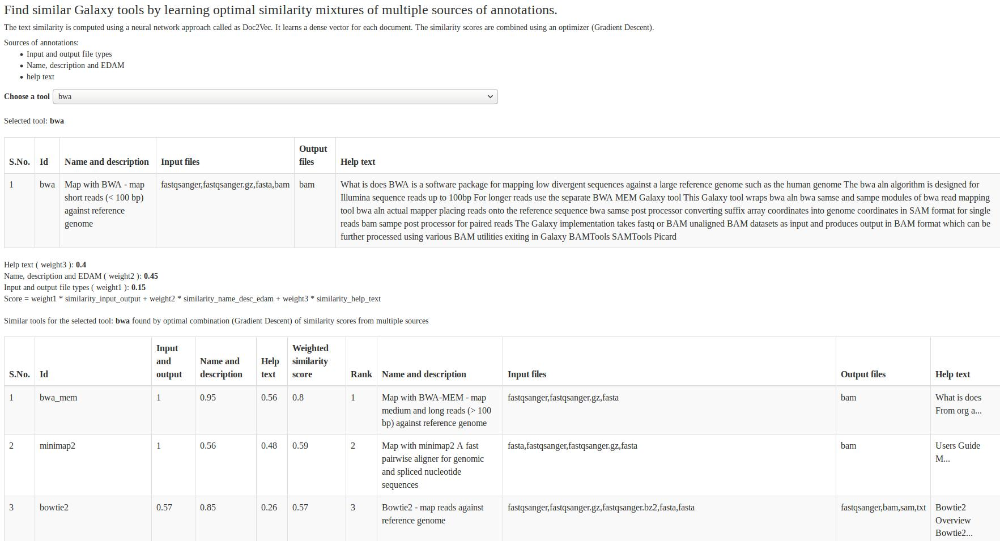 Find similar Galaxy tools by learning optimal similarity mixtures of multiple sources of annotations.
The text similarity is computed using a neural network approach called as Doc2Vec. It learns a dense vector for each document. The similarity scores are combined using an optimizer (Gradient Descent).
Sources of annotations:
• Input and output file types
• Name, description and EDAM
• help text
Choose a tool bwa
Selected tool: bwa
S.No. Id Name and description Input files Output files Help text
1 bwa Map with BWA - map short reads (< 100 bp) against reference genome fastqsanger,fastqsanger.gz,fasta,bam bam What is does BWA is a software package for mapping low divergent sequences against a large reference genome such as the human genome The bwa aln algorithm is designed for
Illumina sequence reads up to 100bp For longer reads use the separate BWA MEM Galaxy tool This Galaxy tool wraps bwa aln bwa samse and sampe modules of bwa read mapping
tool bwa aln actual mapper placing reads onto the reference sequence bwa samse post processor converting suffix array coordinates into genome coordinates in SAM format for single
reads bam sampe post processor for paired reads The Galaxy implementation takes fastq or BAM unaligned BAM datasets as input and produces output in BAM format which can be
further processed using various BAM utilities exiting in Galaxy BAMTools SAMTools Picard
Help text ( weight3 ): 0.4
Name, description and EDAM ( weight2 ): 0.45
Input and output file types ( weight1 ): 0.15
Score = weight1 * similarity_input_output + weight2 * similarity_name_desc_edam + weight3 * similarity_help_text
Similar tools for the selected tool: bwa found by optimal combination (Gradient Descent) of similarity scores from multiple sources
S.No. Id Input and output Name and description Help text Weighted similarity score Rank Name and description Input files Output files Help text
1 bwa_mem 1 0.95 0.56 0.8 1 Map with BWA-MEM - map medium and long reads (> 100 bp) against reference genome fastqsanger,fastqsanger.gz,fasta bam What is does From org a...
2 minimap2 1 0.56 0.48 0.59 2 Map with minimap2 A fast pairwise aligner for genomic and spliced nucleotide sequences fasta,fastqsanger,fastqsanger.gz,fasta bam Users Guide M...
3 bowtie2 0.57 0.85 0.26 0.57 3 Bowtie2 - map reads against reference genome fastqsanger,fastqsanger.gz,fastqsanger.bz2,fasta,fasta fastqsanger,bam,sam,txt Bowtie2 Overview Bowtie2...